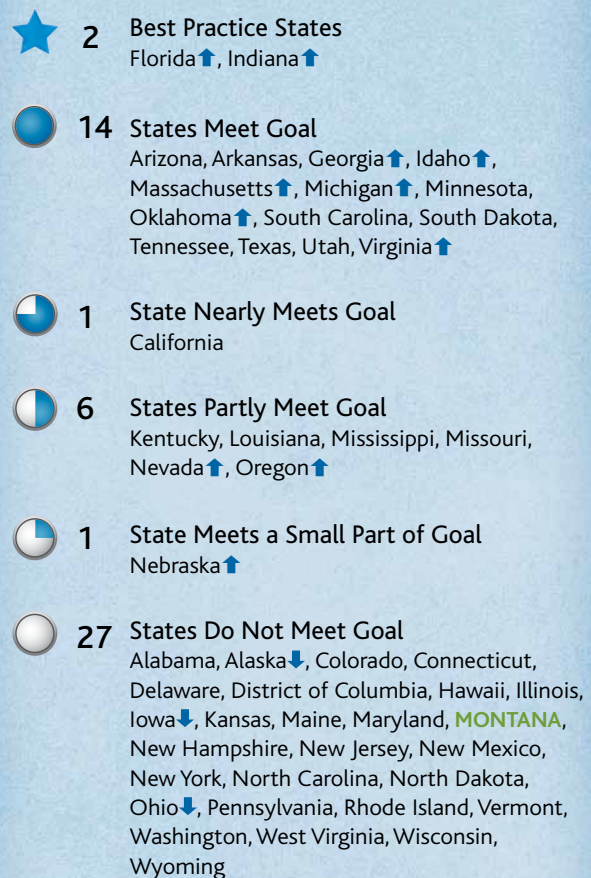 2 Best Practice States
Florida⬆, Indiana⬆
14 States Meet Goal
Arizona, Arkansas, Georgia⬆, Idaho⬆,
Massachusetts⬆, Michigan⬆, Minnesota,
Oklahoma⬆, South Carolina, South Dakota,
Tennessee, Texas, Utah, Virginia⬆
1 State Nearly Meets Goal
California
6 States Partly Meet Goal
Kentucky, Louisiana, Mississippi, Missouri,
Nevada⬆, Oregon⬆
1 State Meets a Small Part of Goal
Nebraska⬆
27 States Do Not Meet Goal
Alabama, Alaska⬇, Colorado, Connecticut,
Delaware, District of Columbia, Hawaii, Illinois,
Iowa⬇, Kansas, Maine, Maryland, MONTANA,
New Hampshire, New Jersey, New Mexico,
New York, North Carolina, North Dakota,
Ohio⬇, Pennsylvania, Rhode Island, Vermont,
Washington, West Virginia, Wisconsin,
Wyoming